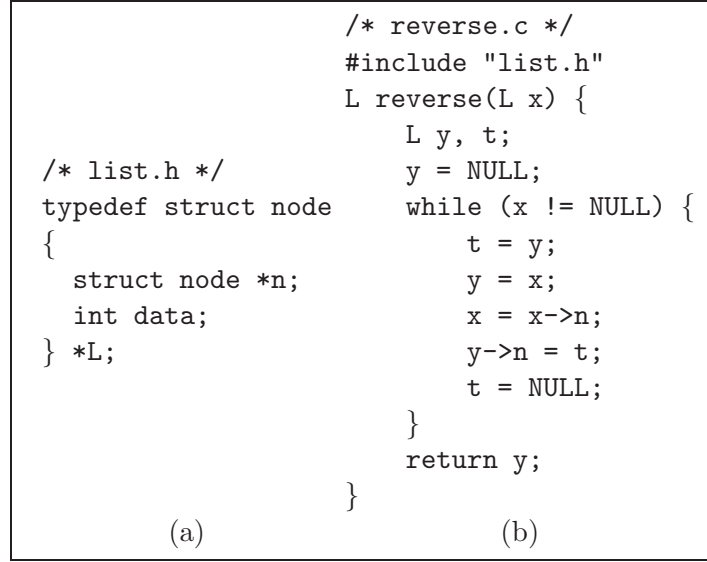 /* list.h */
typedef struct node
{
  struct node *n;
  int data;
} *L;
(a)
/* reverse.c */
#include "list.h"
L reverse(L x) {
    L y, t;
    y = NULL;
    while (x != NULL) {
        t = y;
        y = x;
        x = x->n;
        y->n = t;
        t = NULL;
    }
    return y;
}
(b)